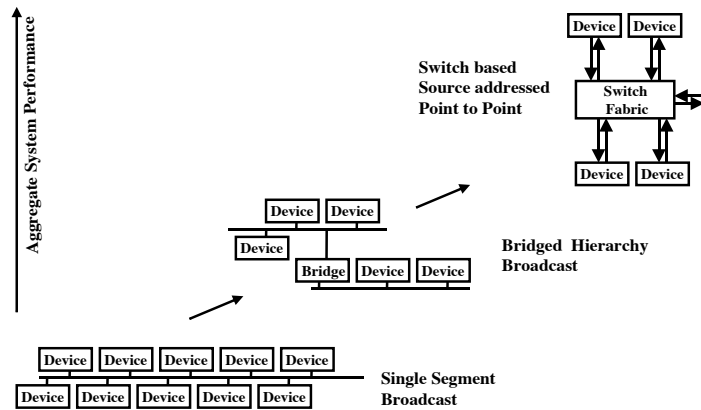 Aggregate System Performance
Device Device
Switch based
Source addressed
Point to Point
Switch
Fabric
Device Device
Device Device
Device
Bridge Device Device
Bridged Hierarchy
Broadcast
Device Device Device Device Device
Device Device Device Device Device
Single Segment
Broadcast